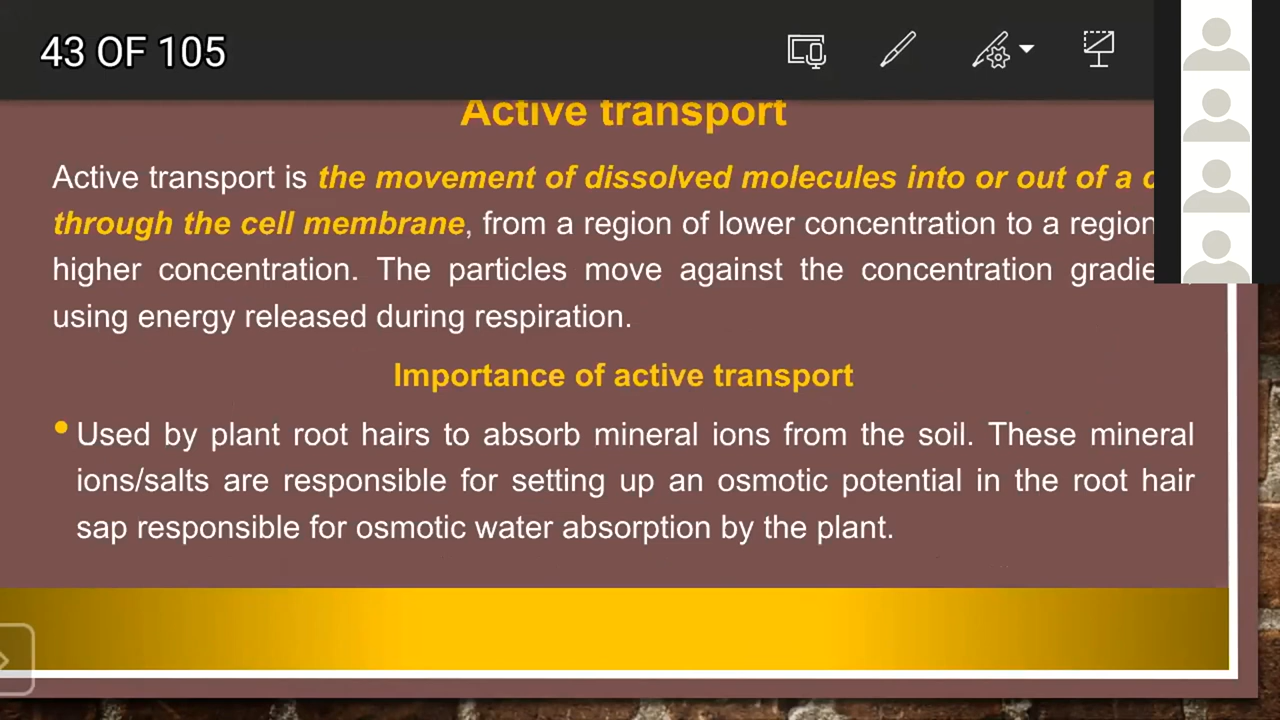 43 OF 105
Active transport
Active transport is the movement of dissolved molecules into or out of a
through the cell membrane, from a region of lower concentration to a region
higher concentration. The particles move against the concentration
using energy released during respiration.
Importance of active transport
• Used by plant root hairs to absorb mineral ions from the soil. These mineral
ions/salts are responsible for setting up an osmotic potential in the root hair
sap responsible for osmotic water absorption by the plant.